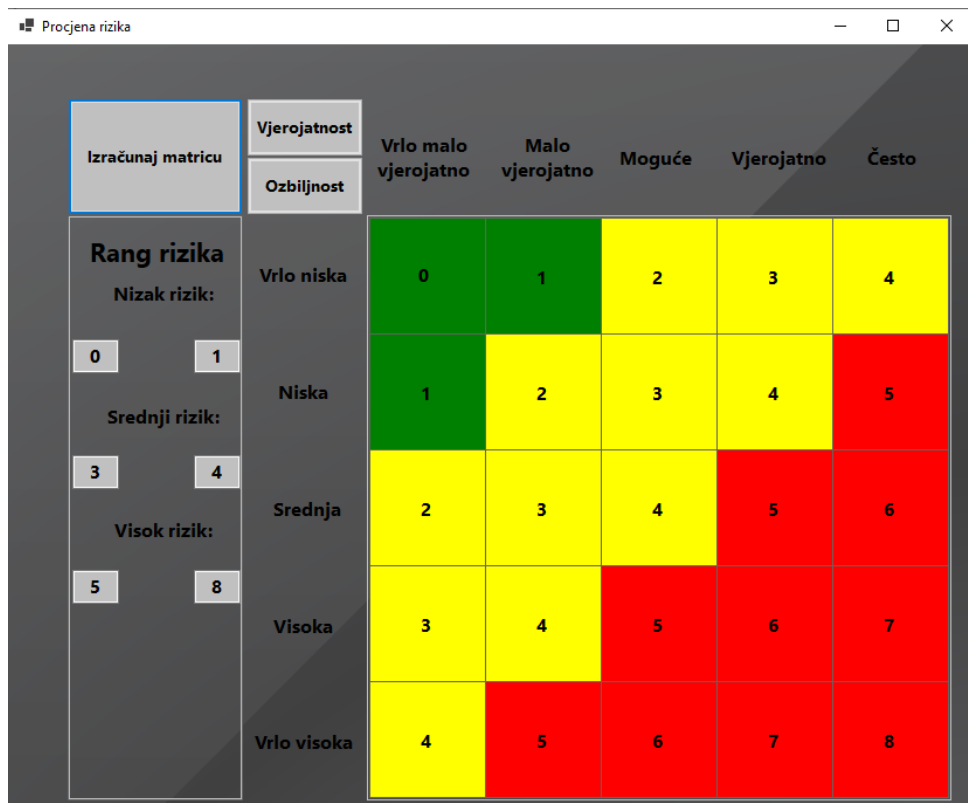 Procjena rizika
Izračunaj matricu
Vjerojatnost
Ozbiljnost
Vrlo malo
vjerojatno
Malo
vjerojatno
Moguće
Vjerojatno
Često
Rang rizika
Nizak rizik:
0 1
Srednji rizik:
3 4
Visok rizik:
5 8
Vrlo niska 0 1 2 3 4
Niska 1 2 3 4 5
Srednja 2 3 4 5 6
Visoka 3 4 5 6 7
Vrlo visoka 4 5 6 7 8